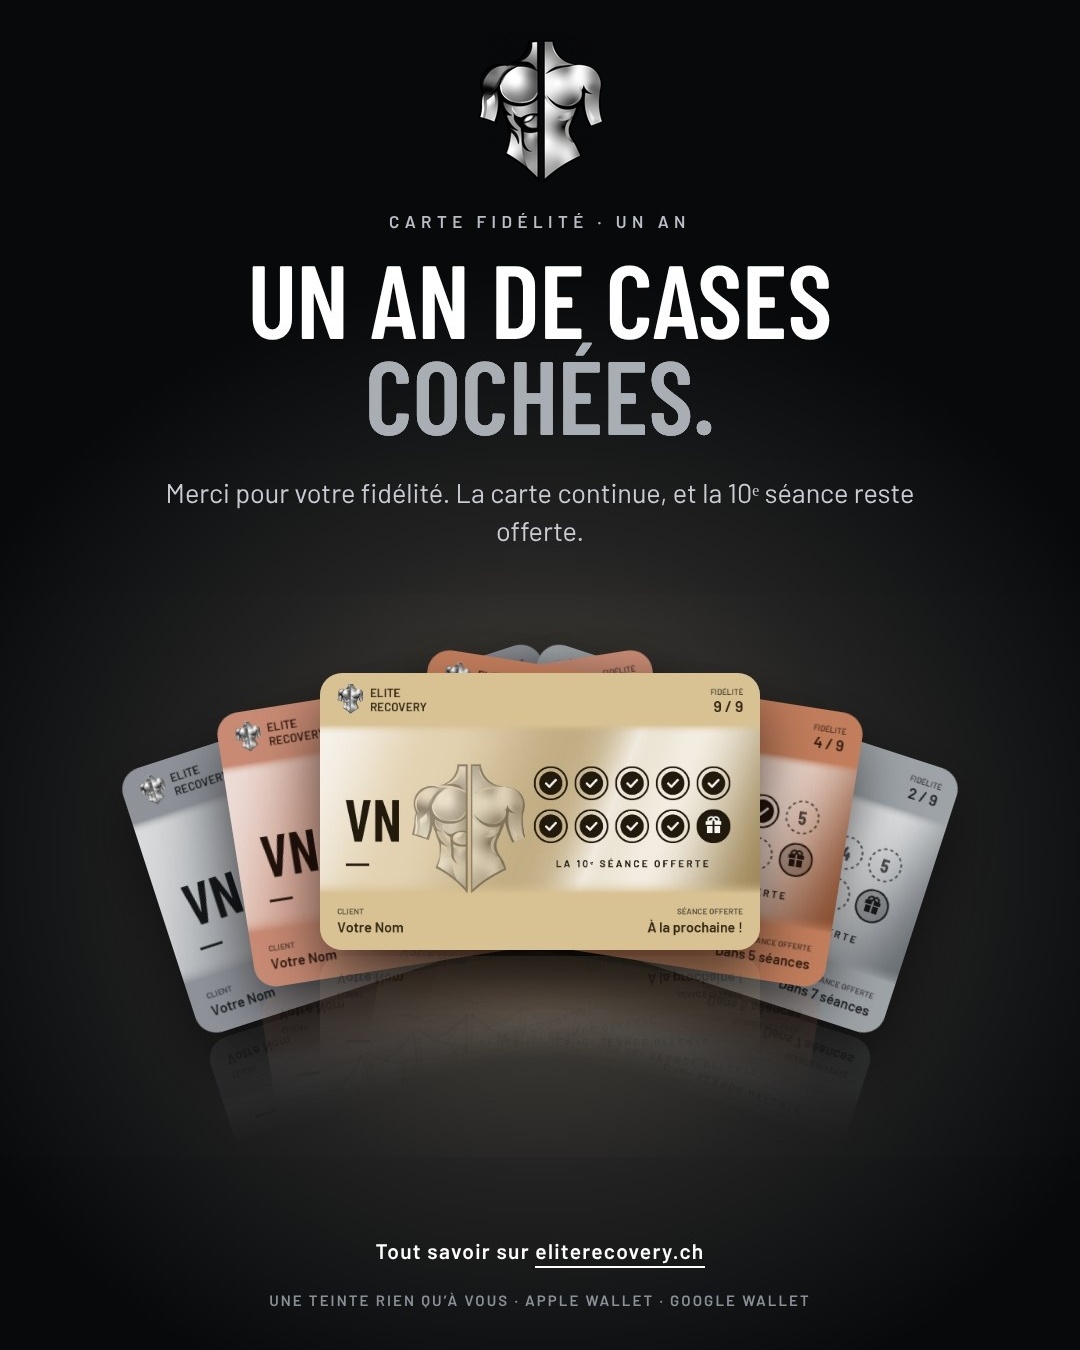 CARTE FIDÉLITÉ · UN AN
UN AN DE CASES
COCHÉES.
Merci pour votre fidélité. La carte continue, et la 10ᵉ séance reste
offerte.
ELITE
RECOVERY
FIDÉLITÉ
9 / 9
VN
LA 10ᵉ SÉANCE OFFERTE
CLIENT
Votre Nom
SÉANCE OFFERTE
À la prochaine !
ELITE
RECOVERY
VN
CLIENT
Votre Nom
ELITE
VN
CLIENT
Votre Nom
FIDÉLITÉ
4 / 9
5
Dans 5 séances
FIDÉLITÉ
2 / 9
4
5
SÉANCE OFFERTE
Dans 7 séances
Tout savoir sur eliterecovery.ch
UNE TEINTE RIEN QU'À VOUS · APPLE WALLET · GOOGLE WALLET